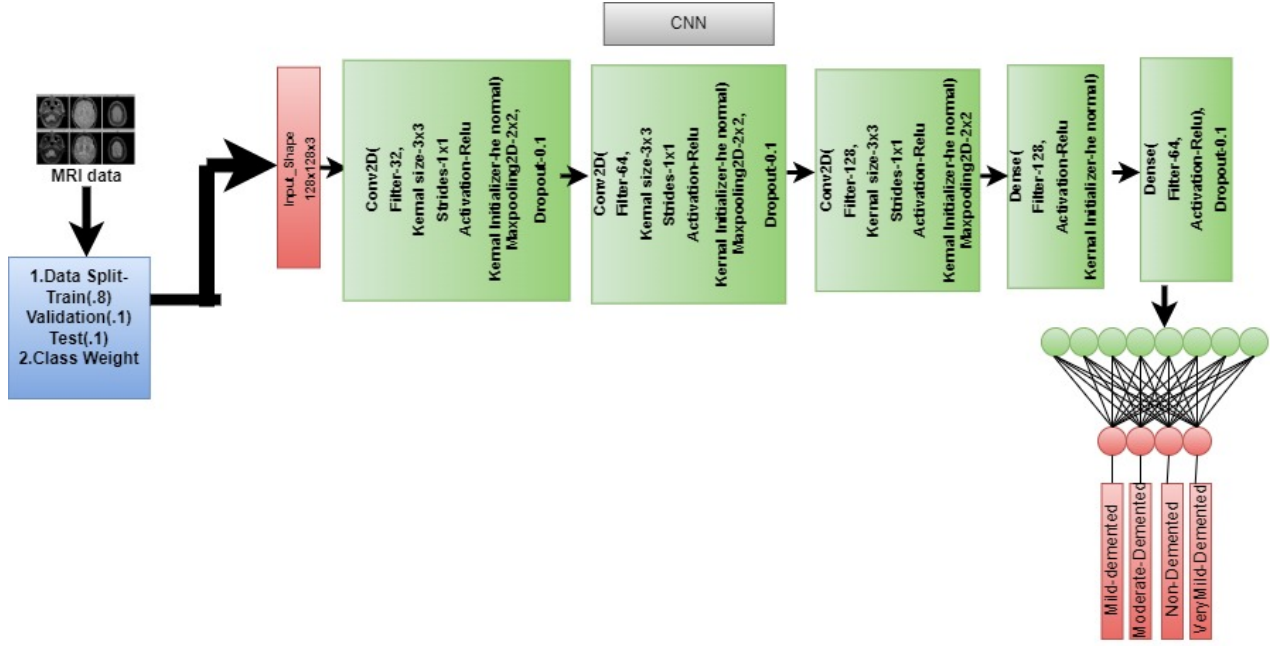 CNN
MRI data
1.Data Split-
Train(.8)
Validation(.1)
Test(.1)
2.Class Weight
Input_Shape
128x128x3
Conv2D(
Filter-32,
Kernal size-3x3
Strides-1x1
Activation-Relu
Kernal Initializer-he normal)
Maxpooling2D-2x2,
Dropout-0.1
Conv2D(
Filter-64,
Kernal size-3x3
Strides-1x1
Activation-Relu
Kernal Initializer-he normal)
Maxpooling2D-2x2,
Dropout-0.1
Conv2D(
Filter-128,
Kernal size-3x3
Strides-1x1
Activation-Relu
Kernal Initializer-he normal)
Maxpooling2D-2x2
Dense(
Filter-128,
Activation-Relu
Kernal Initializer-he normal)
Dense(
Filter-64,
Activation-Relu),
Dropout-0.1
Mild-demented
Moderate-Demented
Non-Demented
VeryMild-Demented